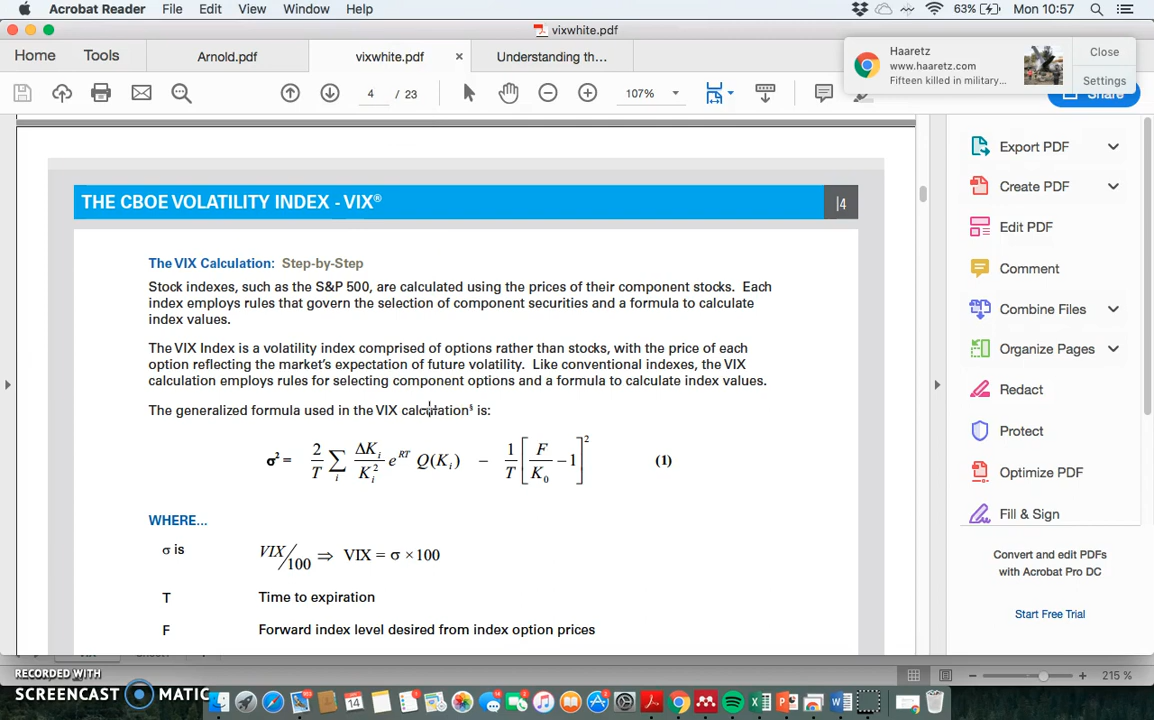 Acrobat Reader File Edit View Window Help 63% Mon 10:57
vixwhite.pdf
Home Tools Arnold.pdf vixwhite.pdf × Understanding th...
Haaretz
www.haaretz.com
Fifteen killed in military...
Close
Settings
4 / 23 107% Share
THE CBOE VOLATILITY INDEX - VIX® |4
The VIX Calculation: Step-by-Step
Stock indexes, such as the S&P 500, are calculated using the prices of their component stocks. Each
index employs rules that govern the selection of component securities and a formula to calculate
index values.
The VIX Index is a volatility index comprised of options rather than stocks, with the price of each
option reflecting the market's expectation of future volatility. Like conventional indexes, the VIX
calculation employs rules for selecting component options and a formula to calculate index values.
The generalized formula used in the VIX calculation§ is:
σ² = 2/T ∑i ΔKi/Ki² e^RT Q(Ki) − 1/T [F/K0 − 1]² (1)
WHERE...
σ is VIX/100 ⇒ VIX = σ × 100
T Time to expiration
F Forward index level desired from index option prices
Export PDF
Create PDF
Edit PDF
Comment
Combine Files
Organize Pages
Redact
Protect
Optimize PDF
Fill & Sign
Convert and edit PDFs
with Acrobat Pro DC
Start Free Trial
215 %
RECORDED WITH
SCREENCAST MATIC